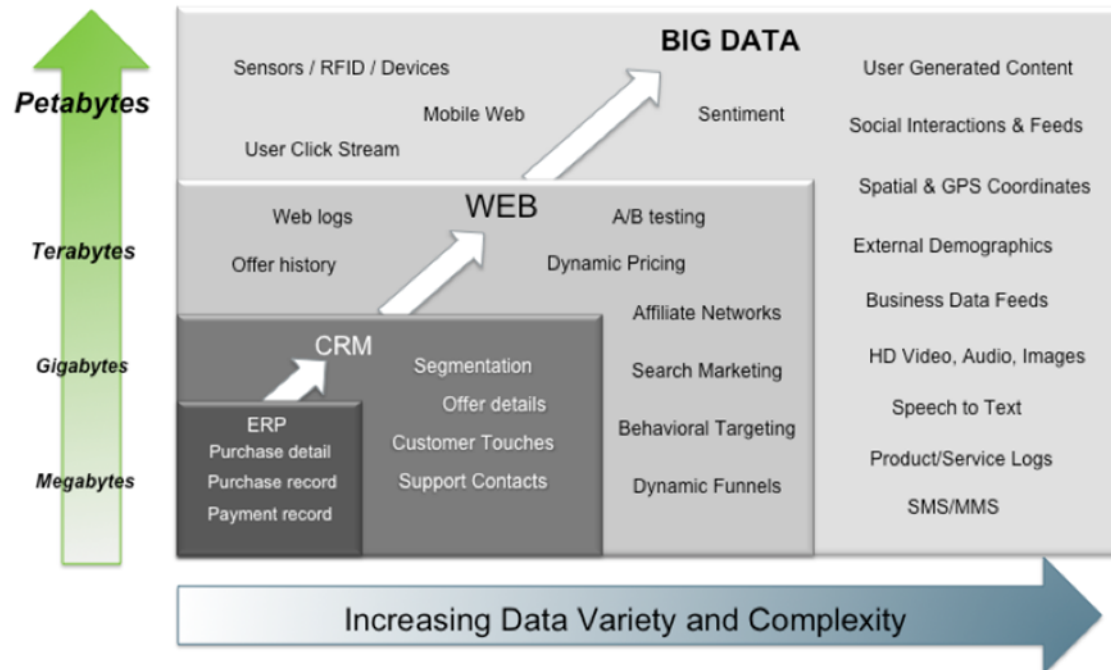 BIG DATA
Sensors / RFID / Devices
User Generated Content
Petabytes
Mobile Web
Sentiment
Social Interactions & Feeds
User Click Stream
Spatial & GPS Coordinates
WEB
Web logs
A/B testing
Terabytes
External Demographics
Offer history
Dynamic Pricing
Business Data Feeds
Affiliate Networks
CRM
HD Video, Audio, Images
Gigabytes
Segmentation
Search Marketing
Offer details
Speech to Text
ERP
Behavioral Targeting
Customer Touches
Purchase detail
Product/Service Logs
Megabytes
Purchase record
Support Contacts
Dynamic Funnels
SMS/MMS
Payment record
Increasing Data Variety and Complexity